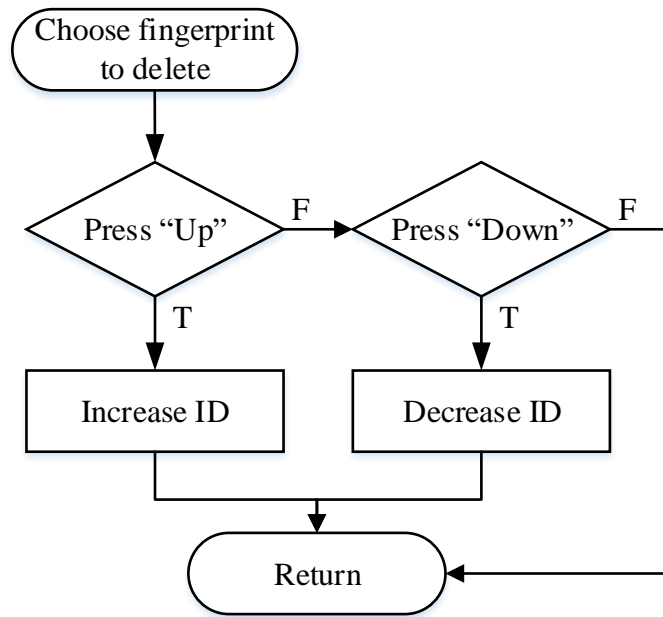 Choose fingerprint
to delete
Press “Up”
F
Press “Down”
F
T
T
Increase ID
Decrease ID
Return